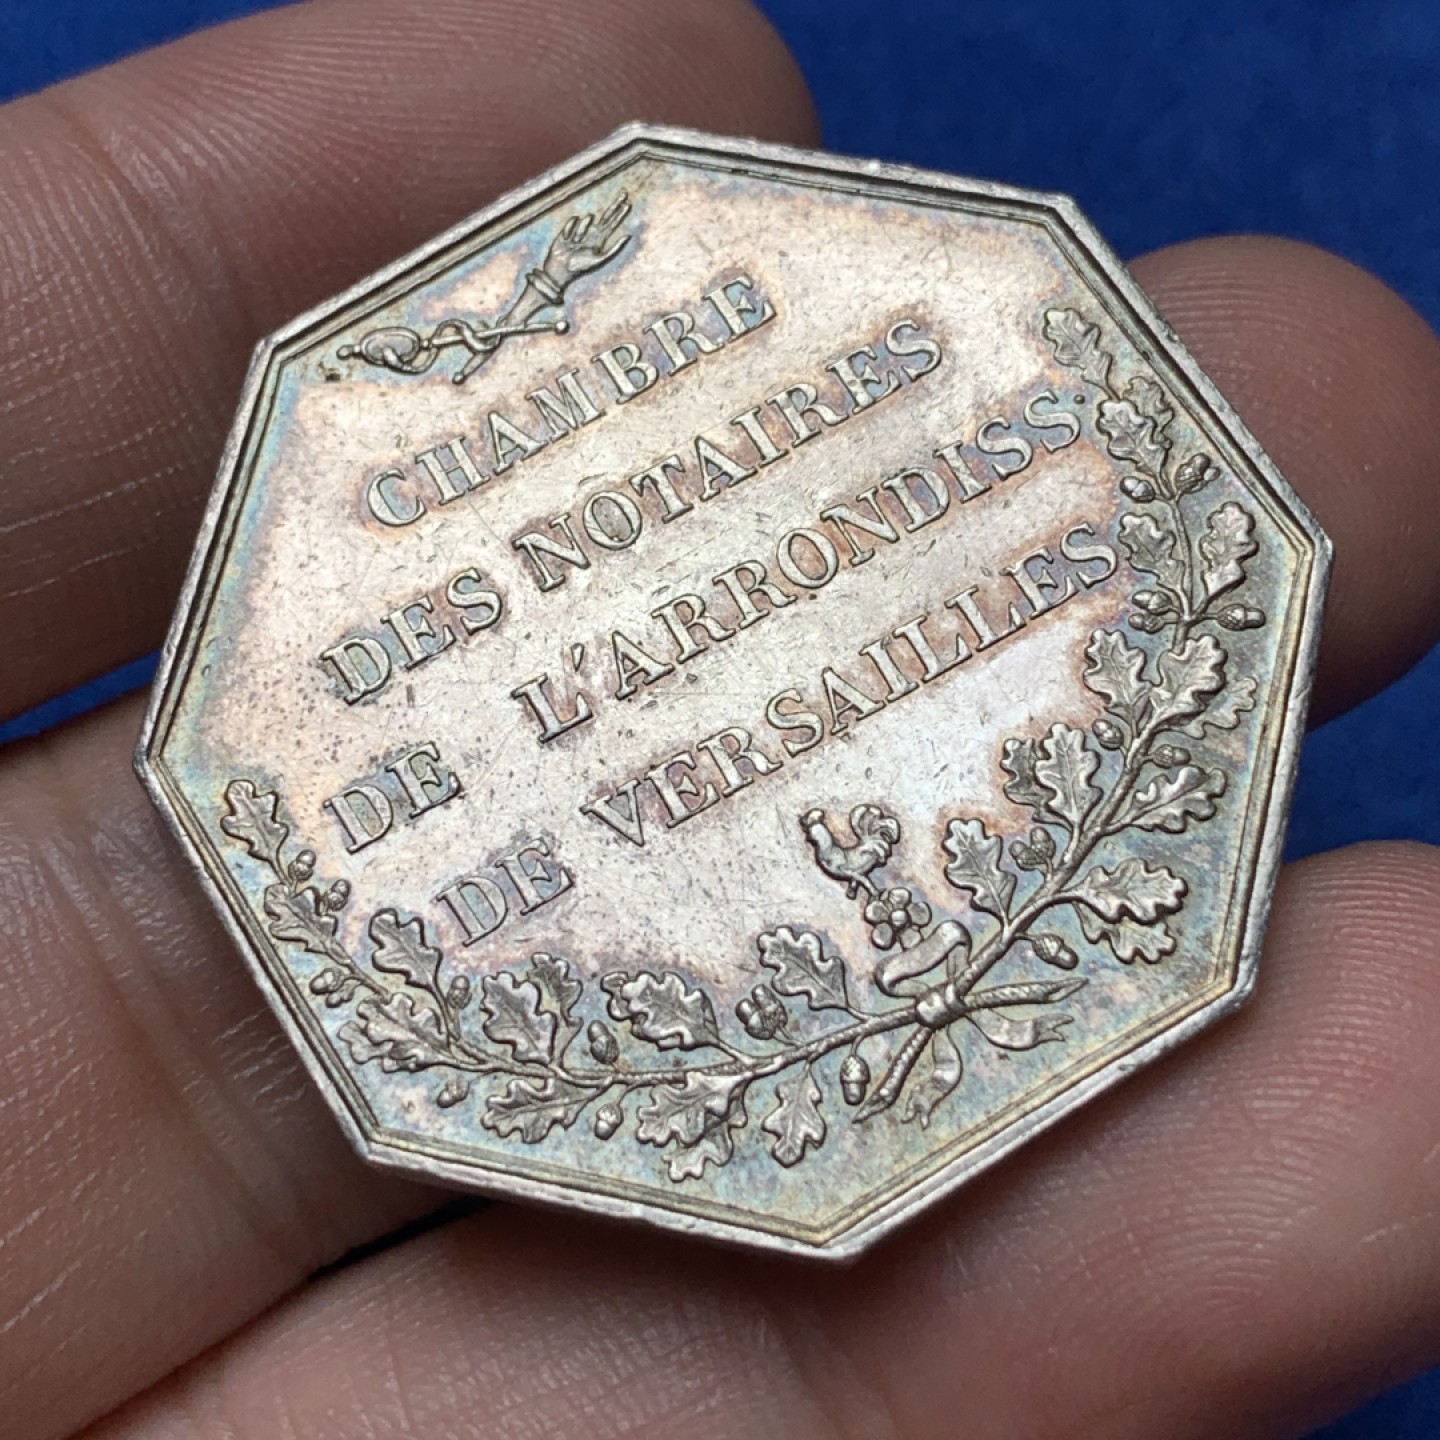 CHAMBRE
DES NOTAIRES
DE L'ARRONDISS
DE VERSAILLES